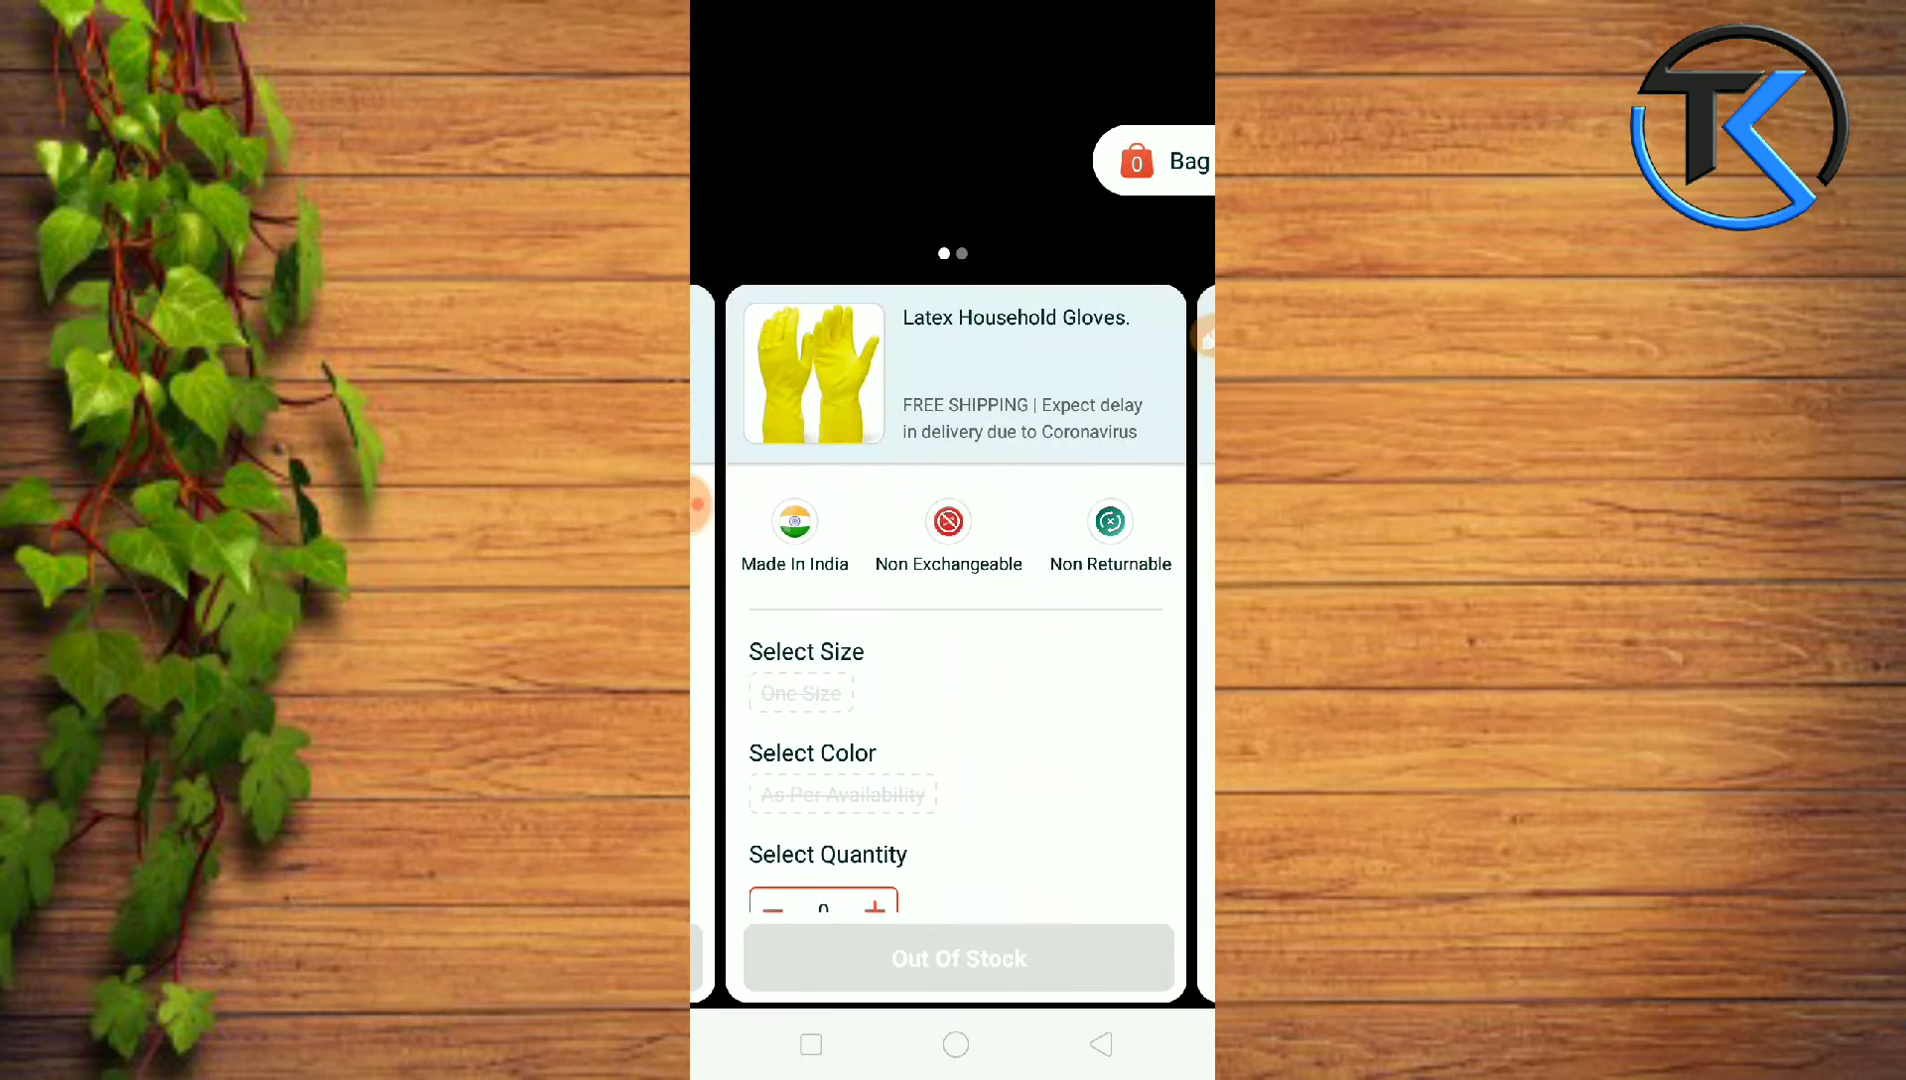 TK
0 Bag
Latex Household Gloves.
FREE SHIPPING | Expect delay
in delivery due to Coronavirus
Made In India
Non Exchangeable
Non Returnable
Select Size
One Size
Select Color
As Per Availability
Select Quantity
0
Out Of Stock